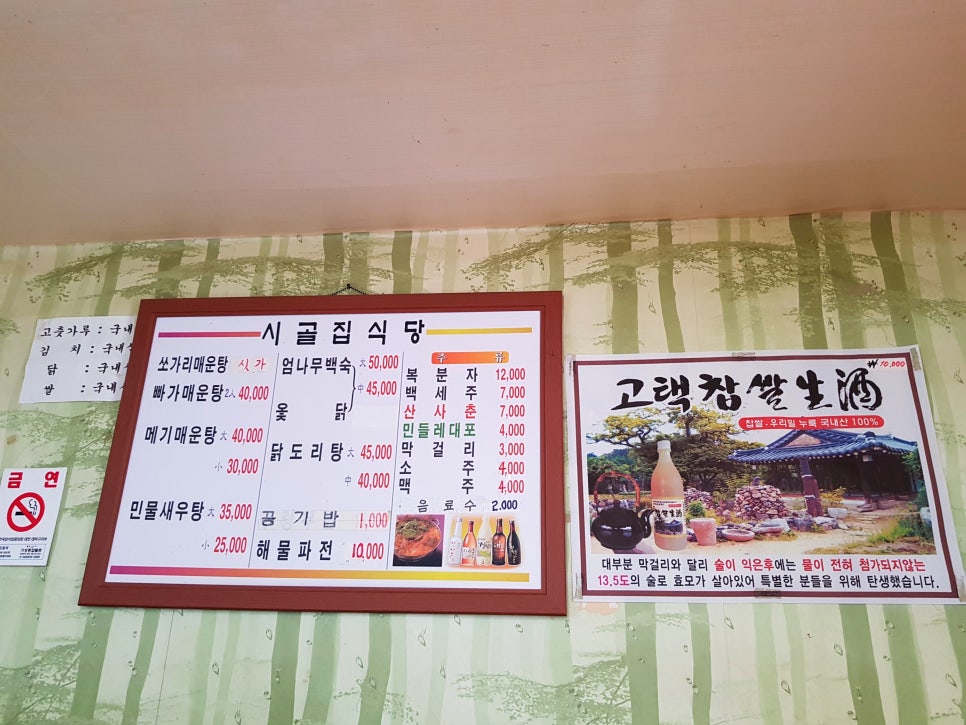 고춧가루 : 국내
김 치 : 국내
닭 : 국내
쌀 : 국내
금 연
시골집식당
쏘가리매운탕 싯가
빠가매운탕 2人 40,000
메기매운탕 大 40,000
小 30,000
민물새우탕 大 35,000
小 25,000
엄나무백숙 大 50,000
中 45,000
옻 닭
닭도리탕 大 45,000
中 40,000
공기밥 1,000
해물파전 10,000
주 류
복분자 12,000
백세주 7,000
산사춘 7,000
민들레대포 4,000
막걸리 3,000
소주 4,000
맥주 4,000
음료수 2,000
₩ 10,000
고택찹쌀生酒
찹쌀·우리밀 누룩 국내산 100%
대부분 막걸리와 달리 술이 익은후에는 물이 전혀 첨가되지않는
13.5도의 술로 효모가 살아있어 특별한 분들을 위해 탄생했습니다.